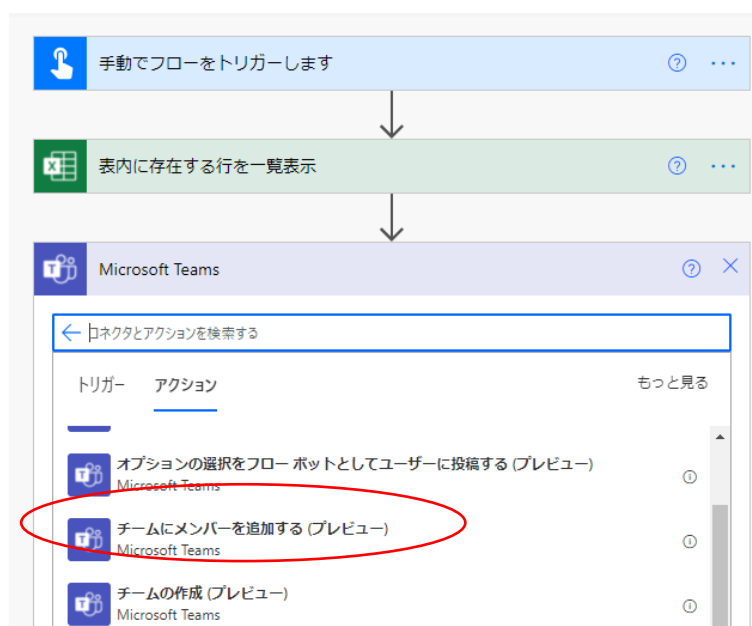 手動でフローをトリガーします
表内に存在する行を一覧表示
Microsoft Teams
コネクタとアクションを検索する
トリガー アクション もっと見る
オプションの選択をフロー ボットとしてユーザーに投稿する (プレビュー)
Microsoft Teams
チームにメンバーを追加する (プレビュー)
Microsoft Teams
チームの作成 (プレビュー)
Microsoft Teams